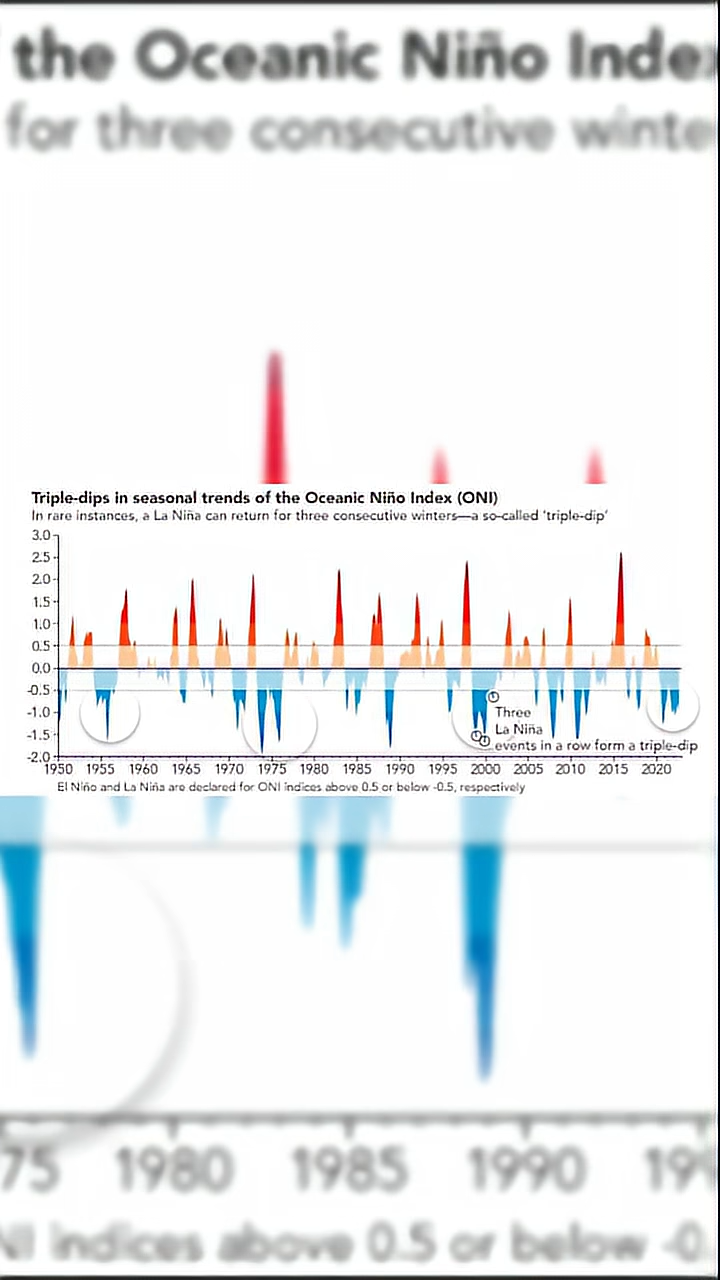 the Oceanic Niño Inde
for three consecutive winte
Triple-dips in seasonal trends of the Oceanic Niño Index (ONI)
In rare instances, a La Niña can return for three consecutive winters—a so-called 'triple-dip'
3.0
2.5
2.0
1.5
1.0
0.5
0.0
-0.5
-1.0
-1.5
-2.0
Three
La Niña
events in a row form a triple-dip
1950 1955 1960 1965 1970 1975 1980 1985 1990 1995 2000 2005 2010 2015 2020
El Niño and La Niña are declared for ONI indices above 0.5 or below -0.5, respectively
75 1980 1985 1990 19
NI indices above 0.5 or below -0.